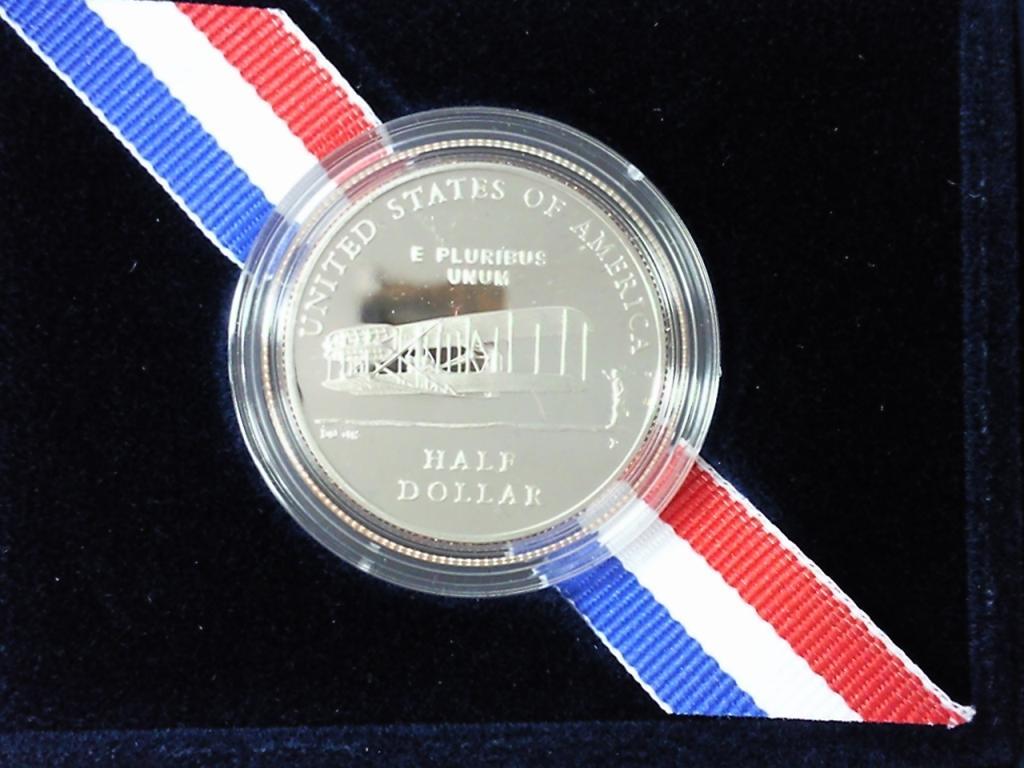 UNITED STATES OF AMERICA
E PLURIBUS
UNUM
HALF
DOLLAR